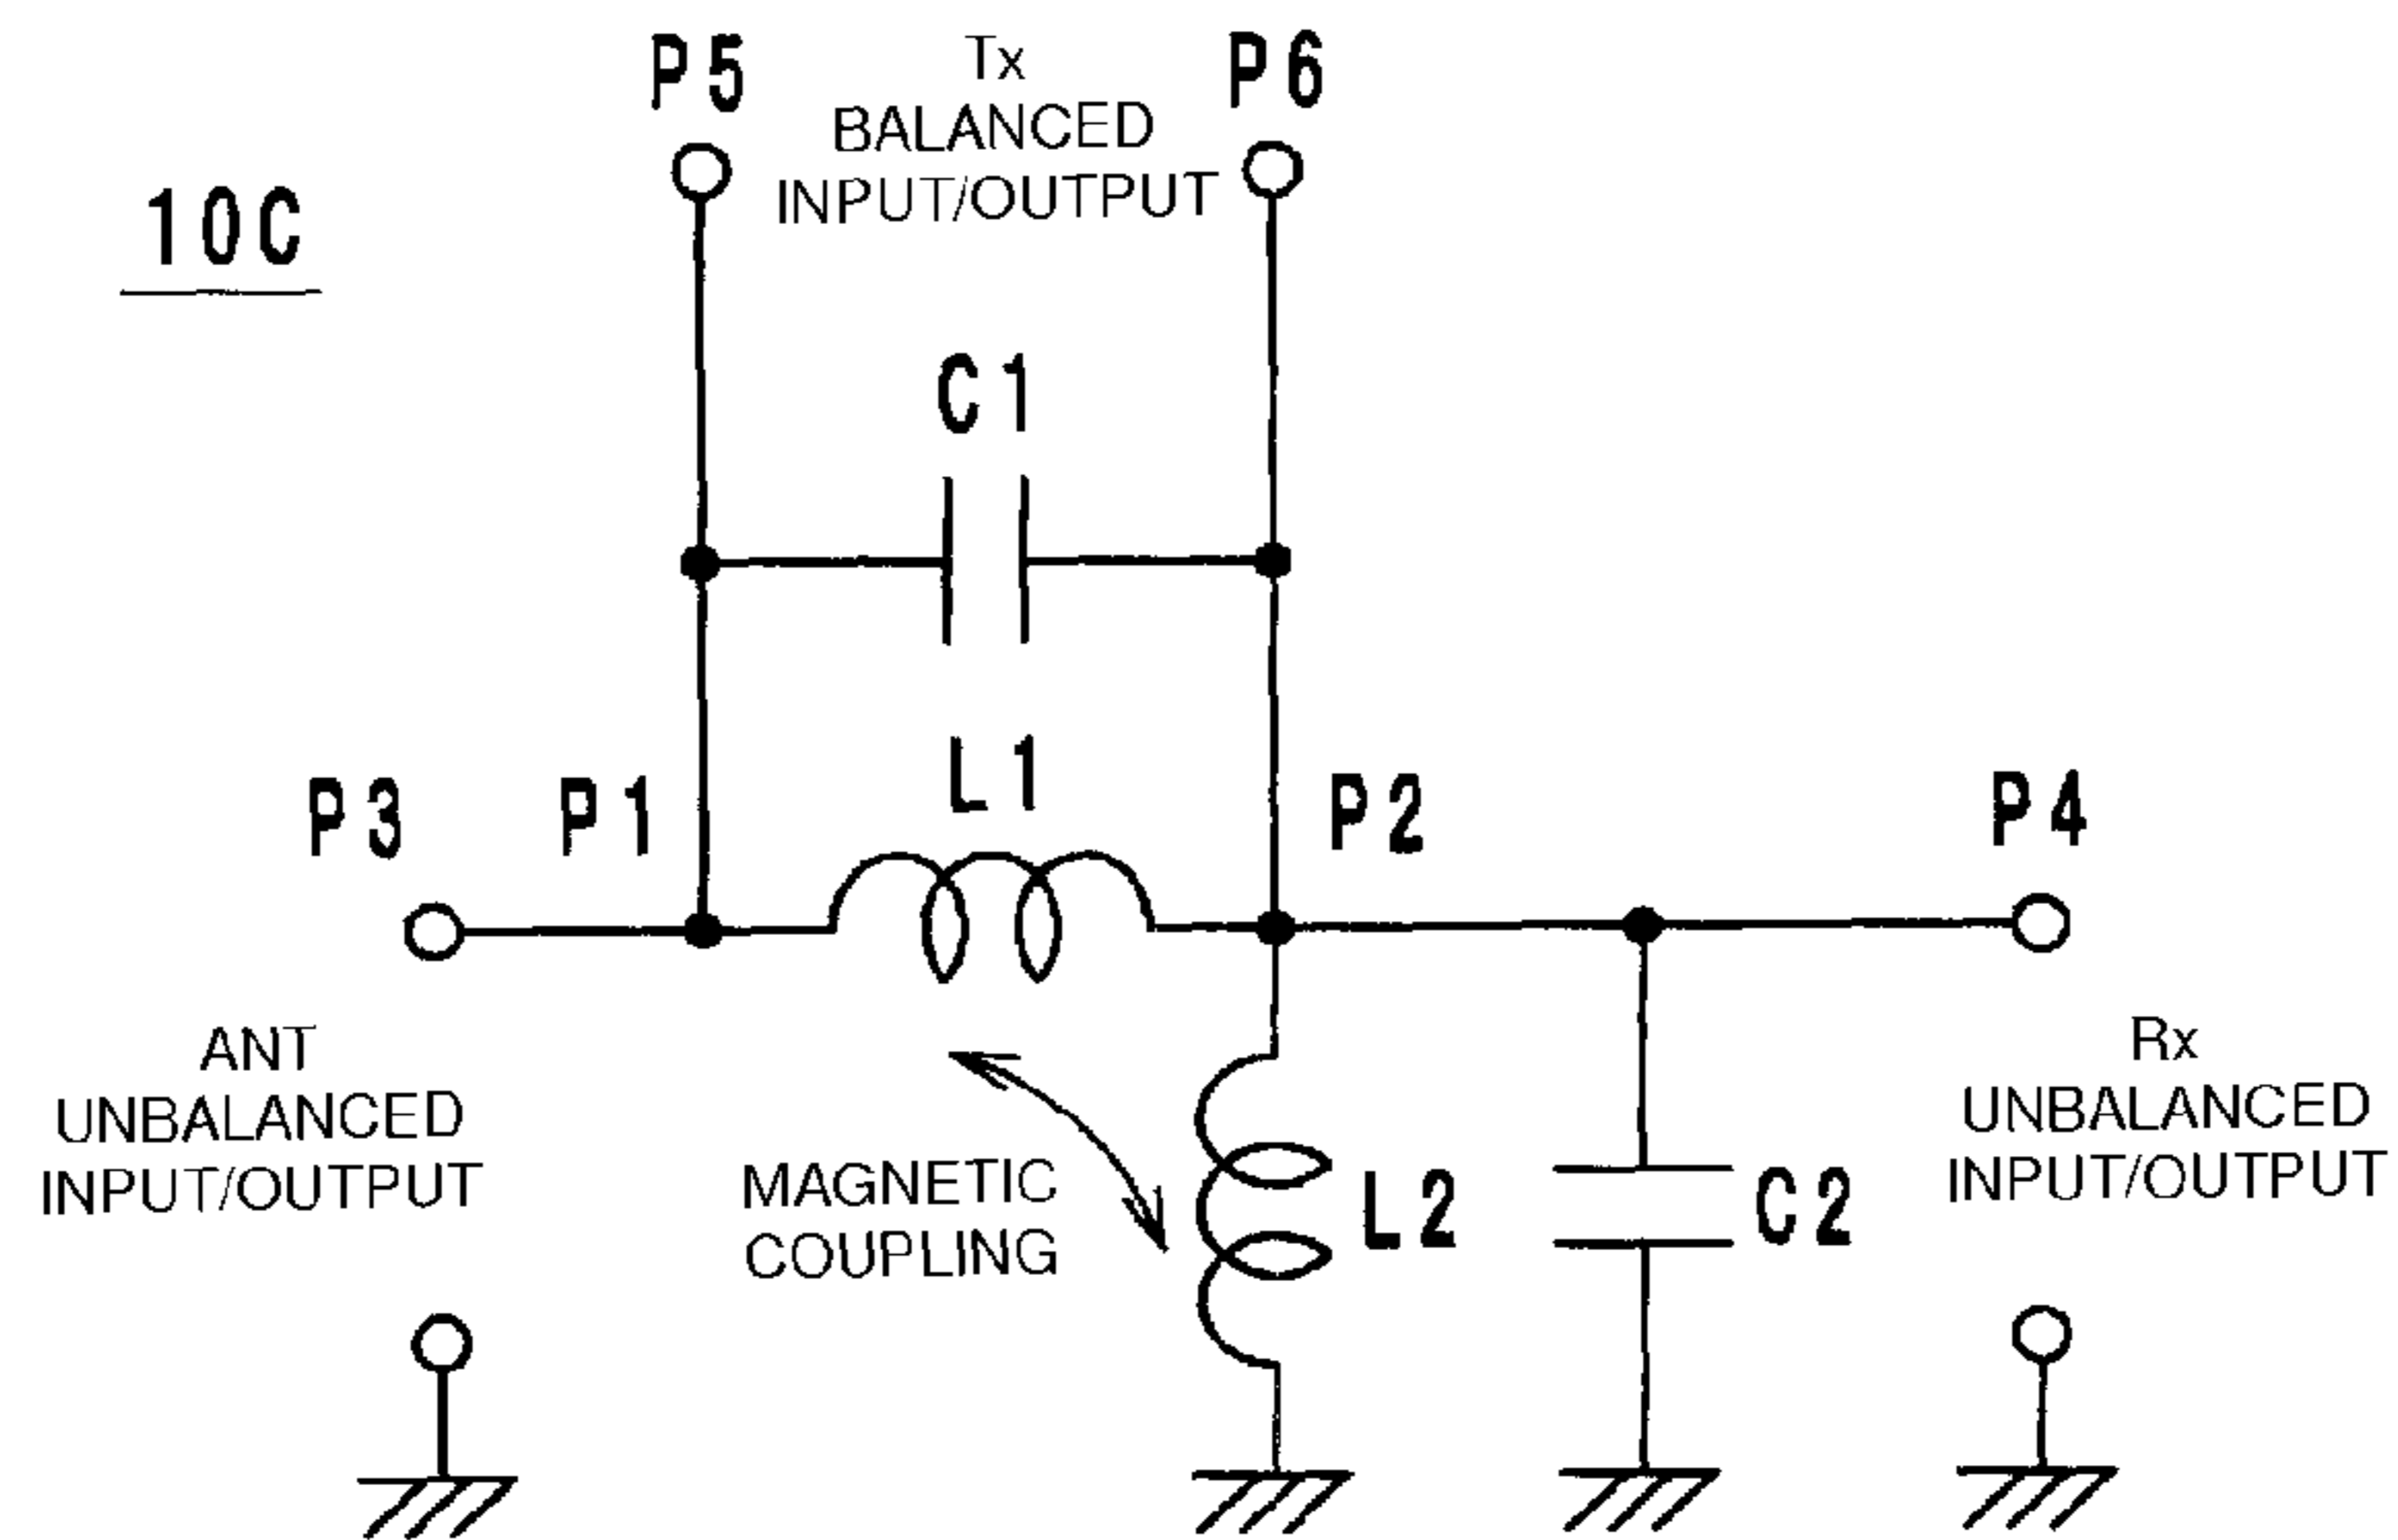 P5
Tx
P6
BALANCED
INPUT/OUTPUT
10C
C1
L1
P3
P1
P2
P4
ANT
UNBALANCED
INPUT/OUTPUT
MAGNETIC
COUPLING
L2
C2
Rx
UNBALANCED
INPUT/OUTPUT